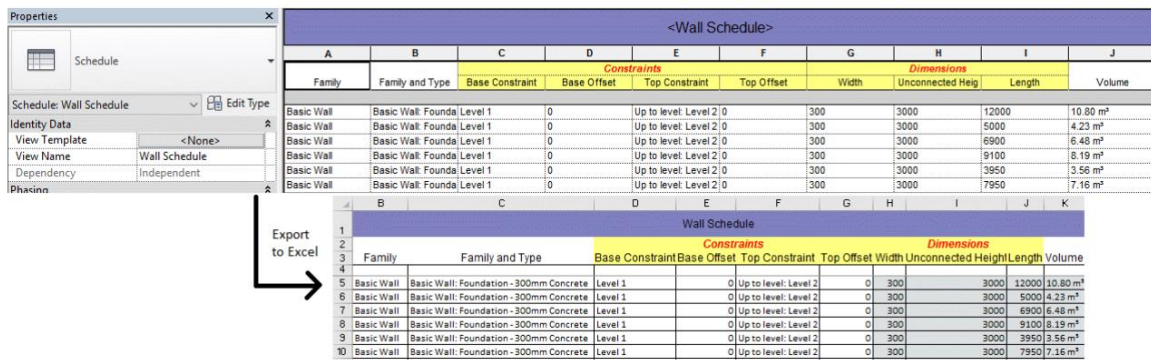 Properties
Schedule
Schedule: Wall Schedule
Edit Type
Identity Data
View Template <None>
View Name Wall Schedule
Dependency Independent
Phasing
<Wall Schedule>
A B C D E F G H I J
Constraints Dimensions
Family Family and Type Base Constraint Base Offset Top Constraint Top Offset Width Unconnected Heig Length Volume
Basic Wall Basic Wall: Founda Level 1 0 Up to level: Level 2 0 300 3000 12000 10.80 m³
Basic Wall Basic Wall: Founda Level 1 0 Up to level: Level 2 0 300 3000 5000 4.23 m³
Basic Wall Basic Wall: Founda Level 1 0 Up to level: Level 2 0 300 3000 6900 6.48 m³
Basic Wall Basic Wall: Founda Level 1 0 Up to level: Level 2 0 300 3000 9100 8.19 m³
Basic Wall Basic Wall: Founda Level 1 0 Up to level: Level 2 0 300 3000 3950 3.56 m³
Basic Wall Basic Wall: Founda Level 1 0 Up to level: Level 2 0 300 3000 7950 7.16 m³
Export
to Excel
B C D E F G H I J K
1 Wall Schedule
2 Constraints Dimensions
3 Family Family and Type Base Constraint Base Offset Top Constraint Top Offset Width Unconnected Height Length Volume
4
5 Basic Wall Basic Wall: Foundation - 300mm Concrete Level 1 0 Up to level: Level 2 0 300 3000 12000 10.80 m³
6 Basic Wall Basic Wall: Foundation - 300mm Concrete Level 1 0 Up to level: Level 2 0 300 3000 5000 4.23 m³
7 Basic Wall Basic Wall: Foundation - 300mm Concrete Level 1 0 Up to level: Level 2 0 300 3000 6900 6.48 m³
8 Basic Wall Basic Wall: Foundation - 300mm Concrete Level 1 0 Up to level: Level 2 0 300 3000 9100 8.19 m³
9 Basic Wall Basic Wall: Foundation - 300mm Concrete Level 1 0 Up to level: Level 2 0 300 3000 3950 3.56 m³
10 Basic Wall Basic Wall: Foundation - 300mm Concrete Level 1 0 Up to level: Level 2 0 300 3000 7950 7.16 m³